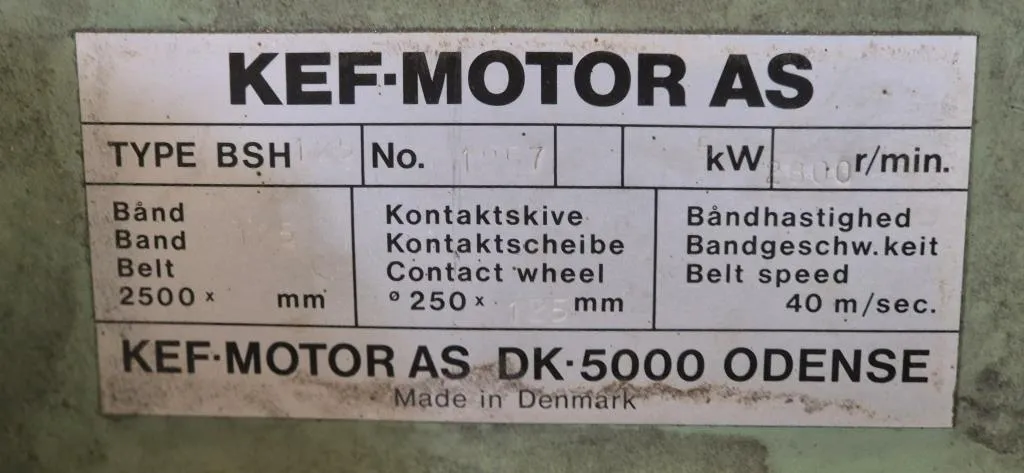 KEF-MOTOR AS
TYPE BSH No. kW r/min.
Bånd
Band
Belt
2500 x mm
Kontaktskive
Kontaktscheibe
Contact wheel
ø 250 x 125 mm
Båndhastighed
Bandgeschw.keit
Belt speed
40 m/sec.
KEF-MOTOR AS DK-5000 ODENSE
Made in Denmark